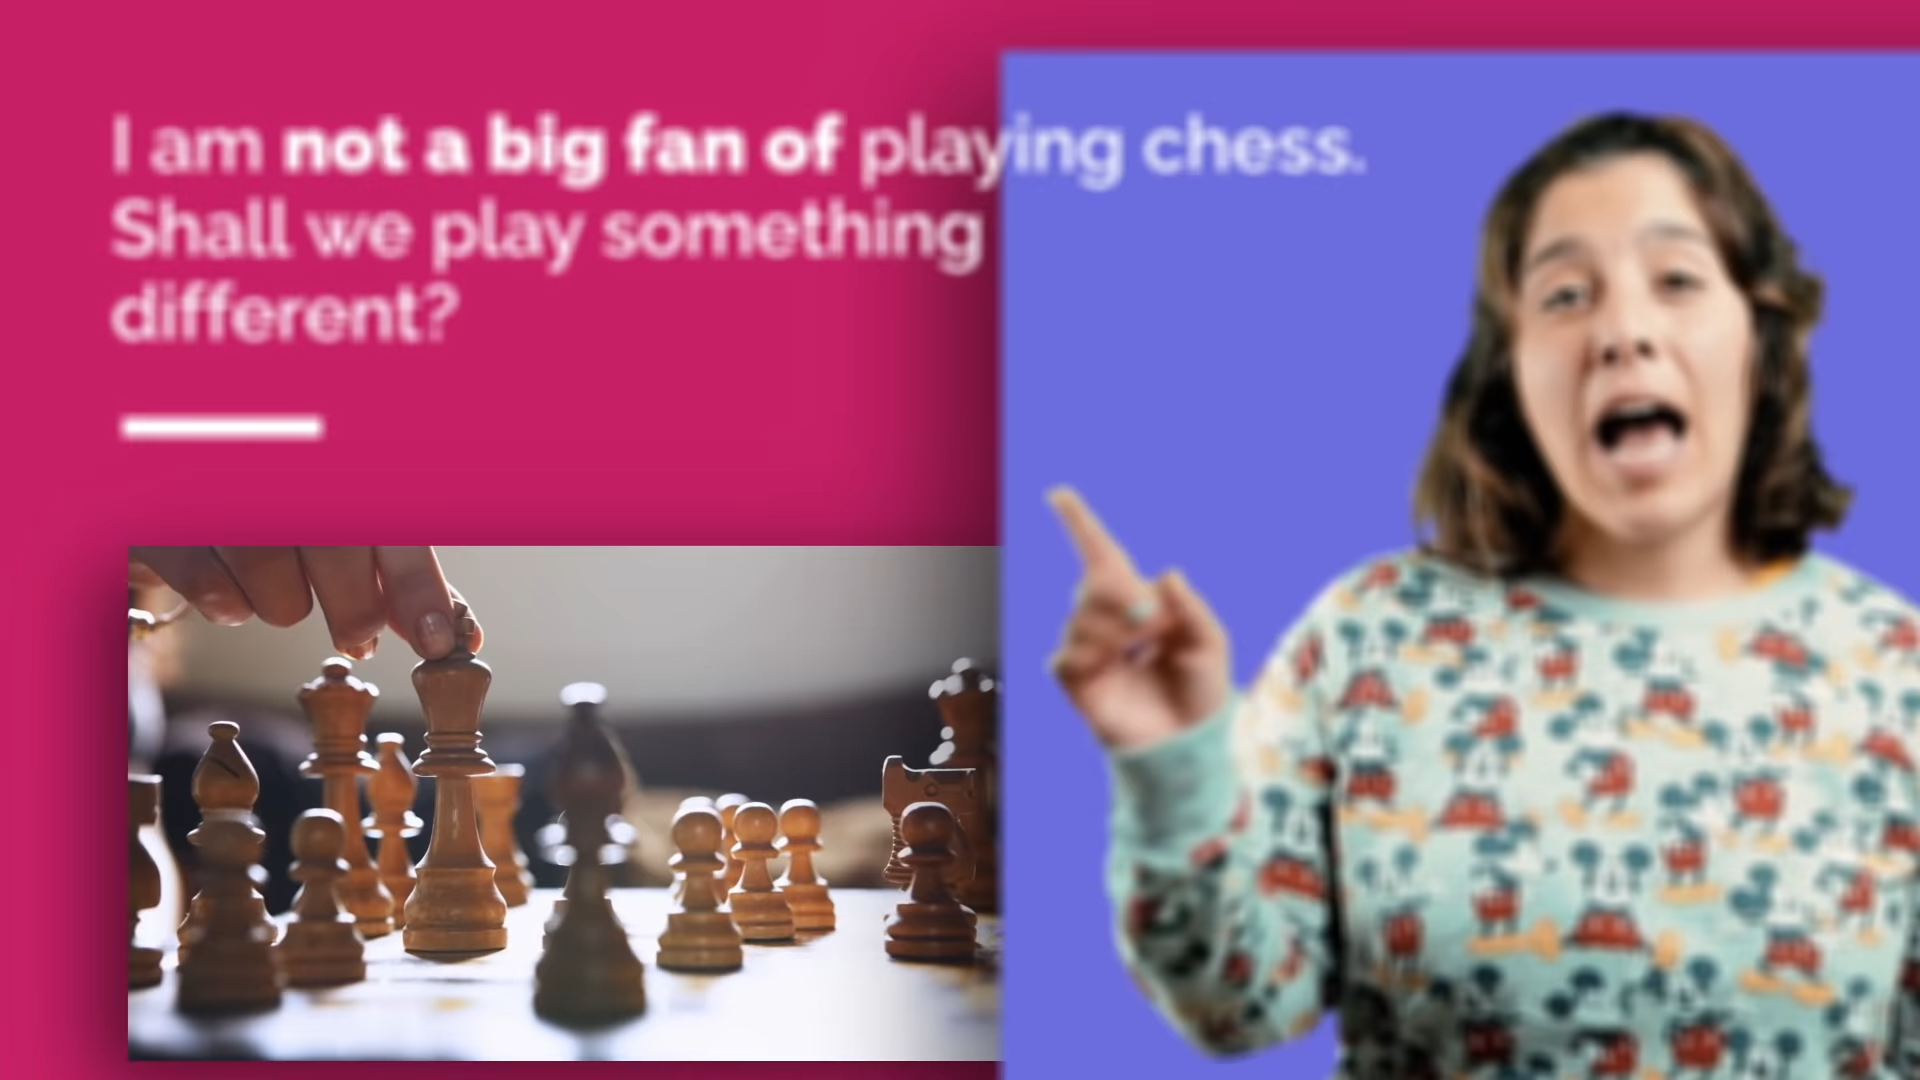 I am not a big fan of playing chess.
Shall we play something
different?